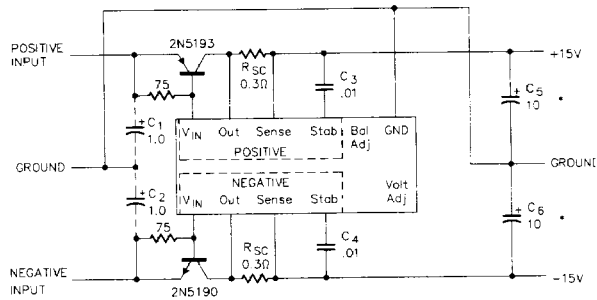 2N5193
POSITIVE
INPUT
+15V
RSC
0.3Ω
C3
.01
75
C5
+
10
+
C1
1.0
VIN
Out
Sense
Stab
Bal
Adj
GND
POSITIVE
GROUND
GROUND
NEGATIVE
+
C2
1.0
VIN
Out
Sense
Stab
Volt
Adj
+
C6
10
75
RSC
0.3Ω
C4
.01
NEGATIVE
INPUT
−15V
2N5190